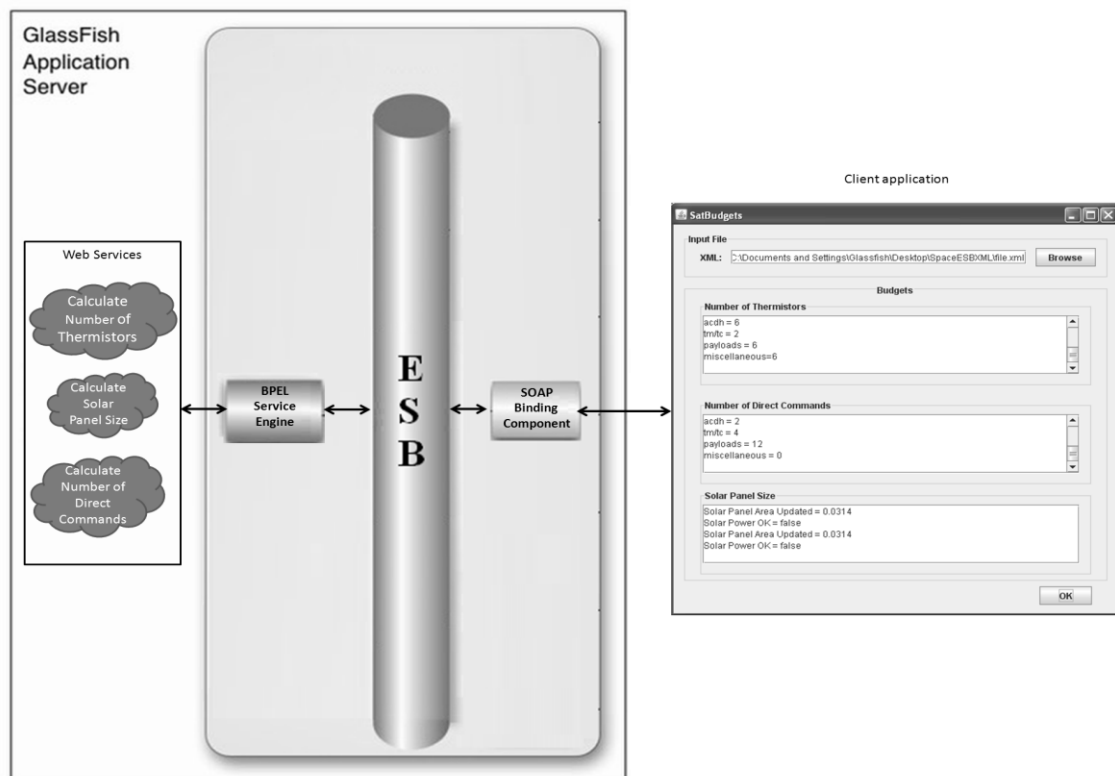 GlassFish
Application
Server
Web Services
Calculate
Number of
Thermistors
Calculate
Solar
Panel Size
Calculate
Number of
Direct
Commands
BPEL
Service
Engine
E
S
B
SOAP
Binding
Component
Client application
SatBudgets
Input File
XML:
C:\Documents and Settings\Glassfish\Desktop\SpaceESBXML\file.xml
Browse
Budgets
Number of Thermistors
acdh = 6
tm/tc = 2
payloads = 6
miscellaneous=6
Number of Direct Commands
acdh = 2
tm/tc = 4
payloads = 12
miscellaneous = 0
Solar Panel Size
Solar Panel Area Updated = 0.0314
Solar Power OK = false
Solar Panel Area Updated = 0.0314
Solar Power OK = false
OK